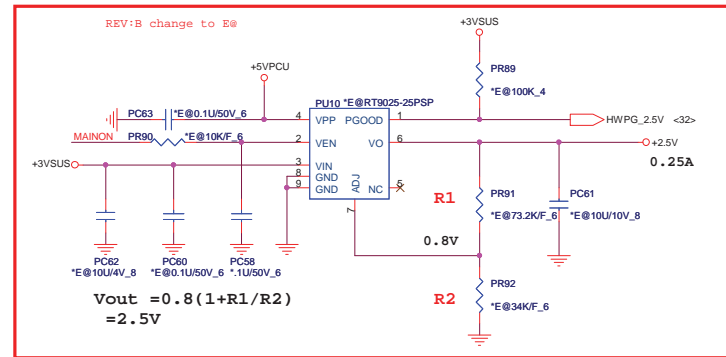 REV:B change to E@
+3VSUS
+5VPCU
PR89
*E@100K_4
PU10 *E@RT9025-25PSP
PC63 *E@0.1U/50V_6
4 VPP PGOOD 1
HWPG_2.5V <32>
MAINON PR90 *E@10K/F_6
2 VEN VO 6
+2.5V
0.25A
+3VSUS
3 VIN
8 GND
9 GND
ADJ
NC 5
7
R1
PR91
*E@73.2K/F_6
PC61
*E@10U/10V_8
0.8V
PC62
*E@10U/4V_8
PC60
*E@0.1U/50V_6
PC58
*.1U/50V_6
R2
PR92
*E@34K/F_6
Vout =0.8(1+R1/R2)
=2.5V